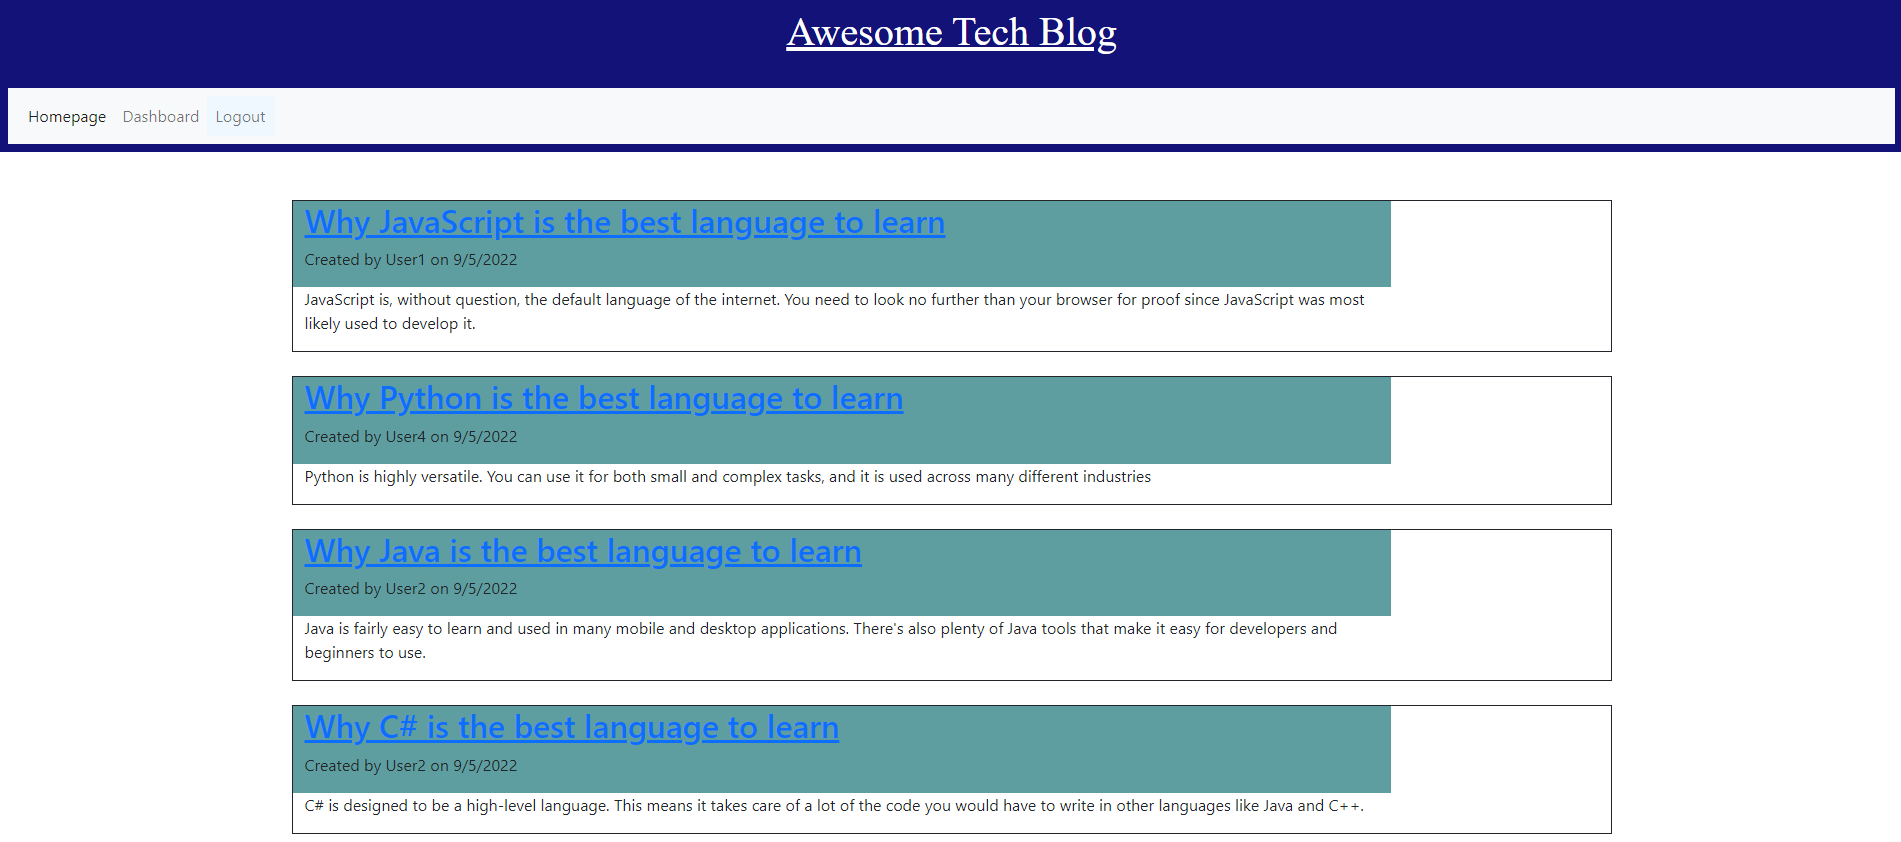 Awesome Tech Blog
Homepage Dashboard Logout
Why JavaScript is the best language to learn
Created by User1 on 9/5/2022
JavaScript is, without question, the default language of the internet. You need to look no further than your browser for proof since JavaScript was most
likely used to develop it.
Why Python is the best language to learn
Created by User4 on 9/5/2022
Python is highly versatile. You can use it for both small and complex tasks, and it is used across many different industries
Why Java is the best language to learn
Created by User2 on 9/5/2022
Java is fairly easy to learn and used in many mobile and desktop applications. There's also plenty of Java tools that make it easy for developers and
beginners to use.
Why C# is the best language to learn
Created by User2 on 9/5/2022
C# is designed to be a high-level language. This means it takes care of a lot of the code you would have to write in other languages like Java and C++.